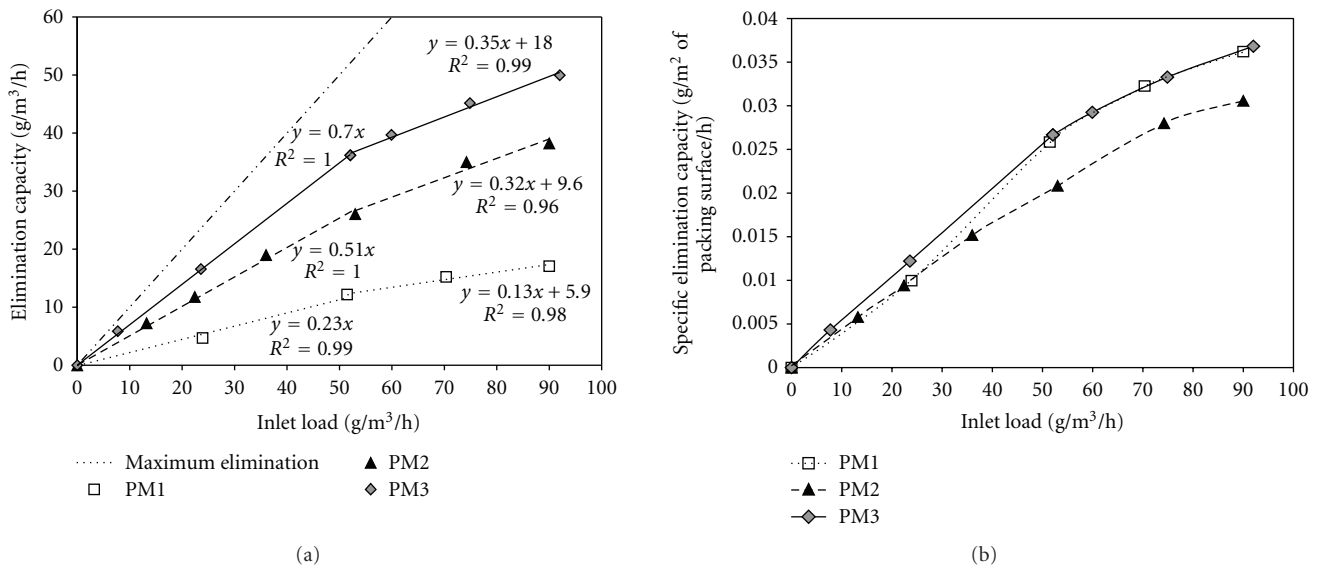 60
50
40
30
20
10
0
Elimination capacity (g/m³/h)
y = 0.35x + 18
R² = 0.99
y = 0.7x
R² = 1
y = 0.32x + 9.6
R² = 0.96
y = 0.51x
R² = 1
y = 0.13x + 5.9
R² = 0.98
y = 0.23x
R² = 0.99
0 10 20 30 40 50 60 70 80 90 100
Inlet load (g/m³/h)
Maximum elimination
PM1
PM2
PM3
(a)
0.04
0.035
0.03
0.025
0.02
0.015
0.01
0.005
0
Specific elimination capacity (g/m² of
packing surface/h)
0 10 20 30 40 50 60 70 80 90 100
Inlet load (g/m³/h)
PM1
PM2
PM3
(b)